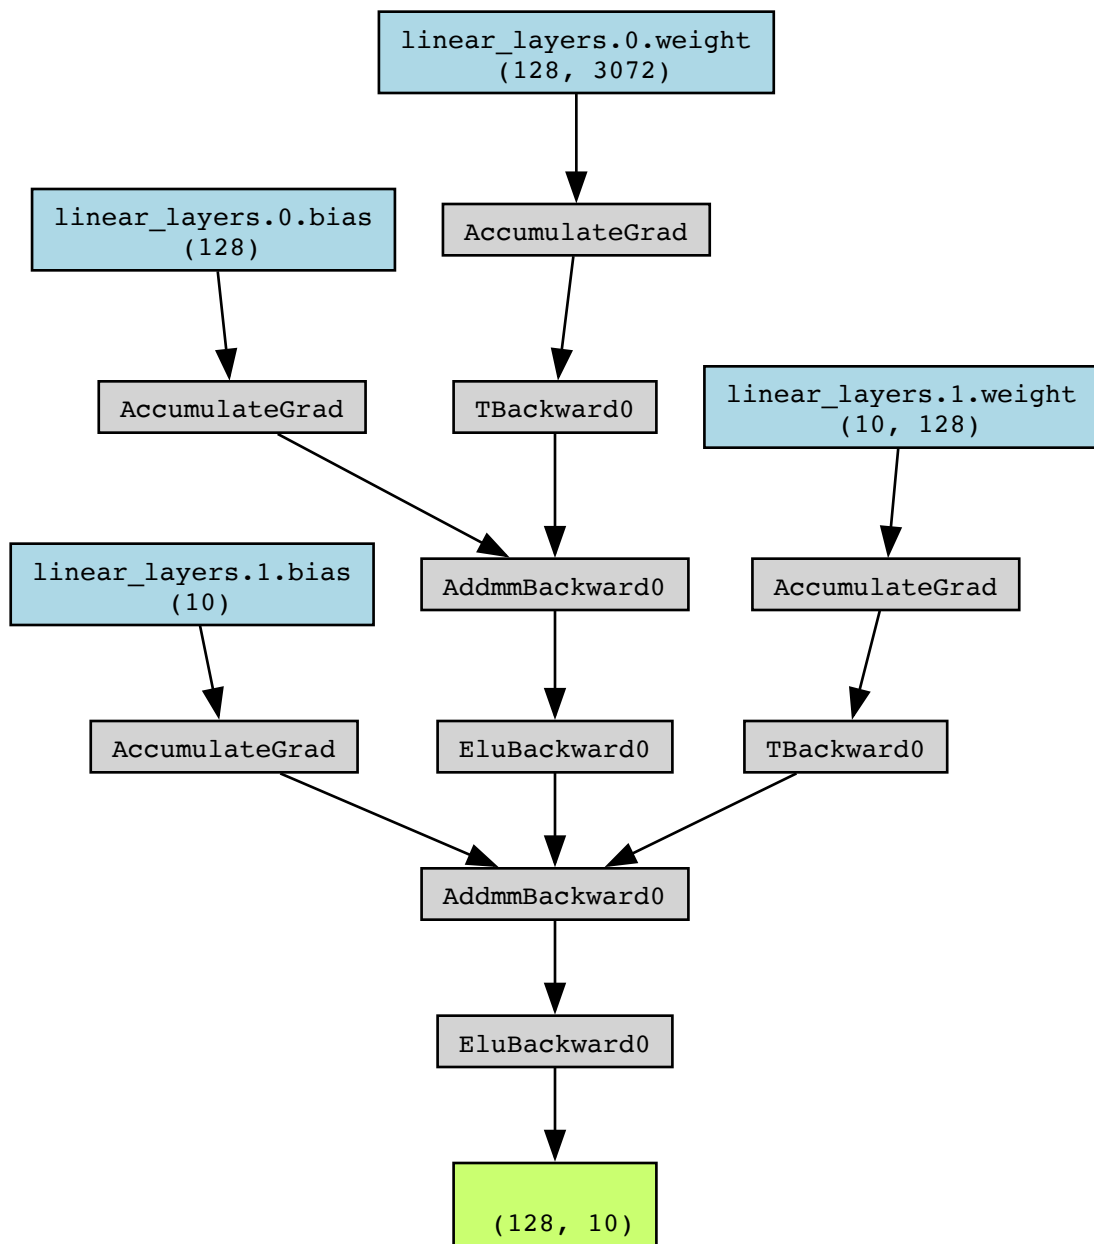 linear_layers.0.weight
(128, 3072)
linear_layers.0.bias
(128)
AccumulateGrad
AccumulateGrad
TBackward0
linear_layers.1.weight
(10, 128)
linear_layers.1.bias
(10)
AddmmBackward0
AccumulateGrad
AccumulateGrad
EluBackward0
TBackward0
AddmmBackward0
EluBackward0
(128, 10)